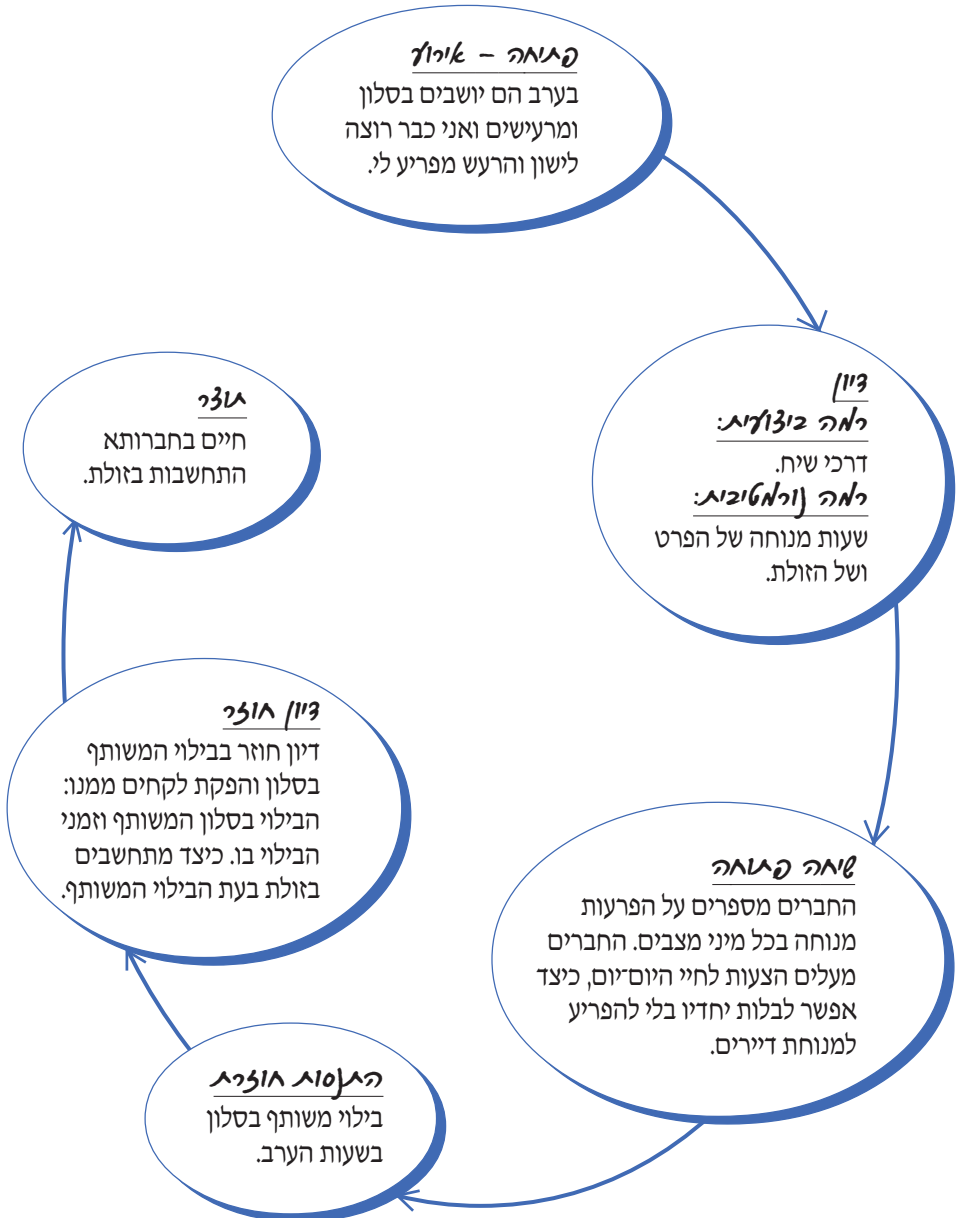 פתיחה – אירוע
בערב הם יושבים בסלון
ומרעישים ואני כבר רוצה
לישון והרעש מפריע לי.
דיון
רמה ביצועית:
דרכי שיח.
רמה נורמטיבית:
שעות מנוחה של הפרט
ושל הזולת.
שיחה פתוחה
החברים מספרים על הפרעות
מנוחה בכל מיני מצבים. החברים
מעלים הצעות לחיי היום־יום, כיצד
אפשר לבלות יחדיו בלי להפריע
למנוחת דיירים.
התנסות חוזרת
בילוי משותף בסלון
בשעות הערב.
דיון חוזר
דיון חוזר בבילוי המשותף
בסלון והפקת לקחים ממנו:
הבילוי בסלון המשותף וזמני
הבילוי בו. כיצד מתחשבים
בזולת בעת הבילוי המשותף.
תוצר
חיים בחברותא
התחשבות בזולת.